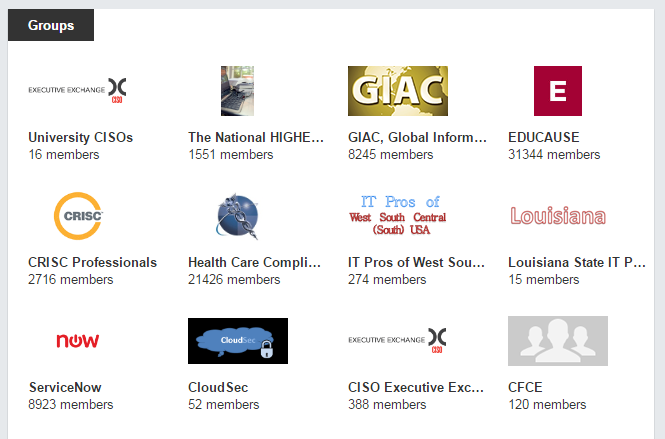 Groups
EXECUTIVE EXCHANGE CISO
GIAC
E
University CISOs
The National HIGHE...
GIAC, Global Inform...
EDUCAUSE
16 members
1551 members
8245 members
31344 members
CRISC
IT Pros of
West South Central
(South) USA
Louisiana
CRISC Professionals
Health Care Compli...
IT Pros of West Sou...
Louisiana State IT P...
2716 members
21426 members
274 members
15 members
now
CloudSec
EXECUTIVE EXCHANGE CISO
ServiceNow
CloudSec
CISO Executive Exc...
CFCE
8923 members
52 members
388 members
120 members